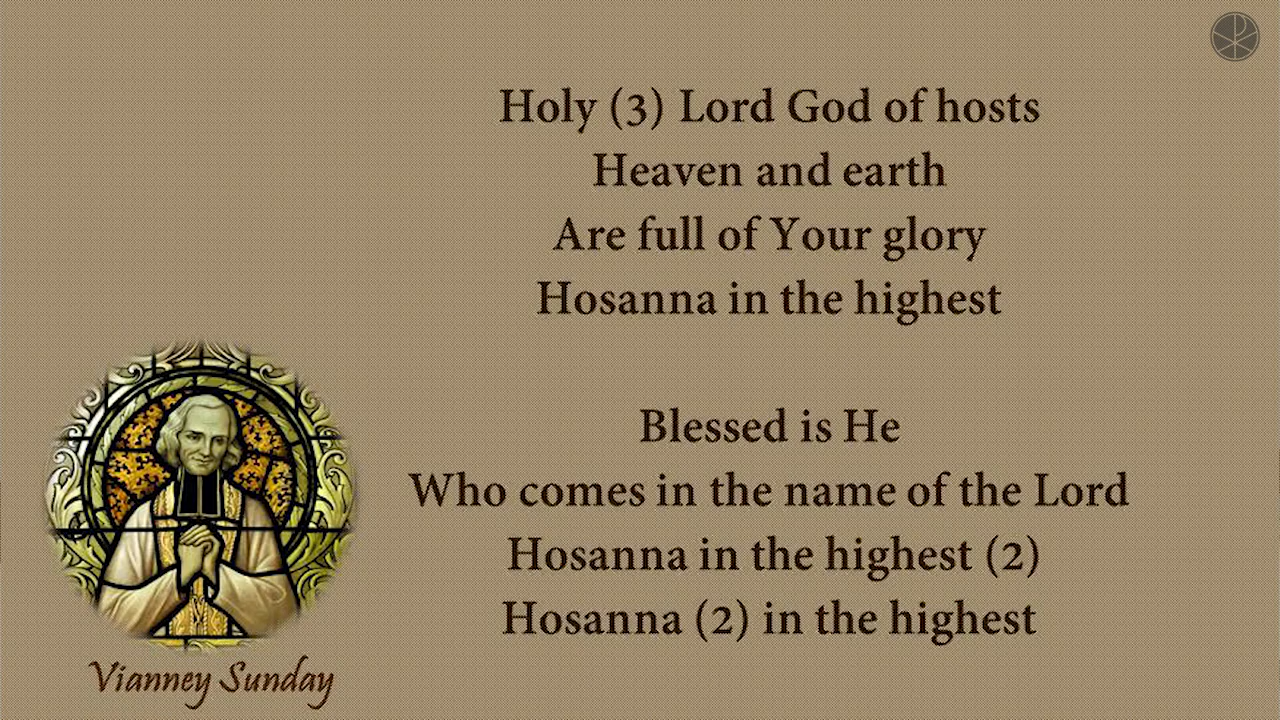 Holy (3) Lord God of hosts
Heaven and earth
Are full of Your glory
Hosanna in the highest
Blessed is He
Who comes in the name of the Lord
Hosanna in the highest (2)
Hosanna (2) in the highest
Vianney Sunday